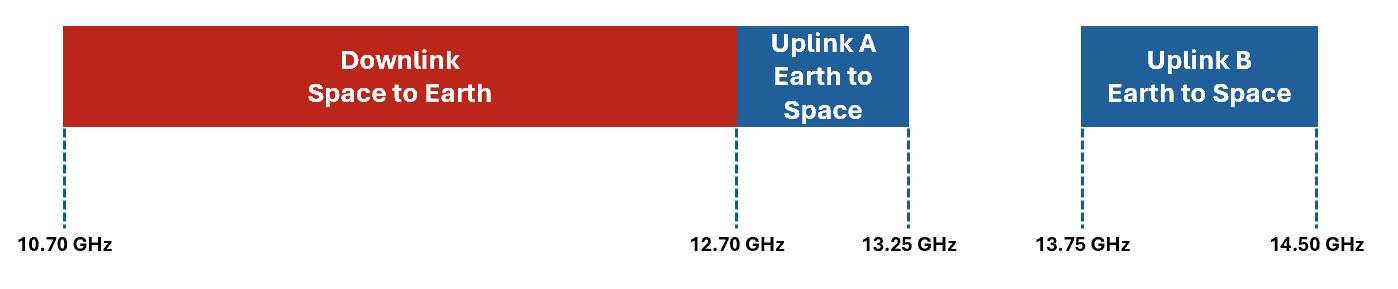 Downlink
Space to Earth
Uplink A
Earth to
Space
Uplink B
Earth to Space
10.70 GHz
12.70 GHz
13.25 GHz
13.75 GHz
14.50 GHz